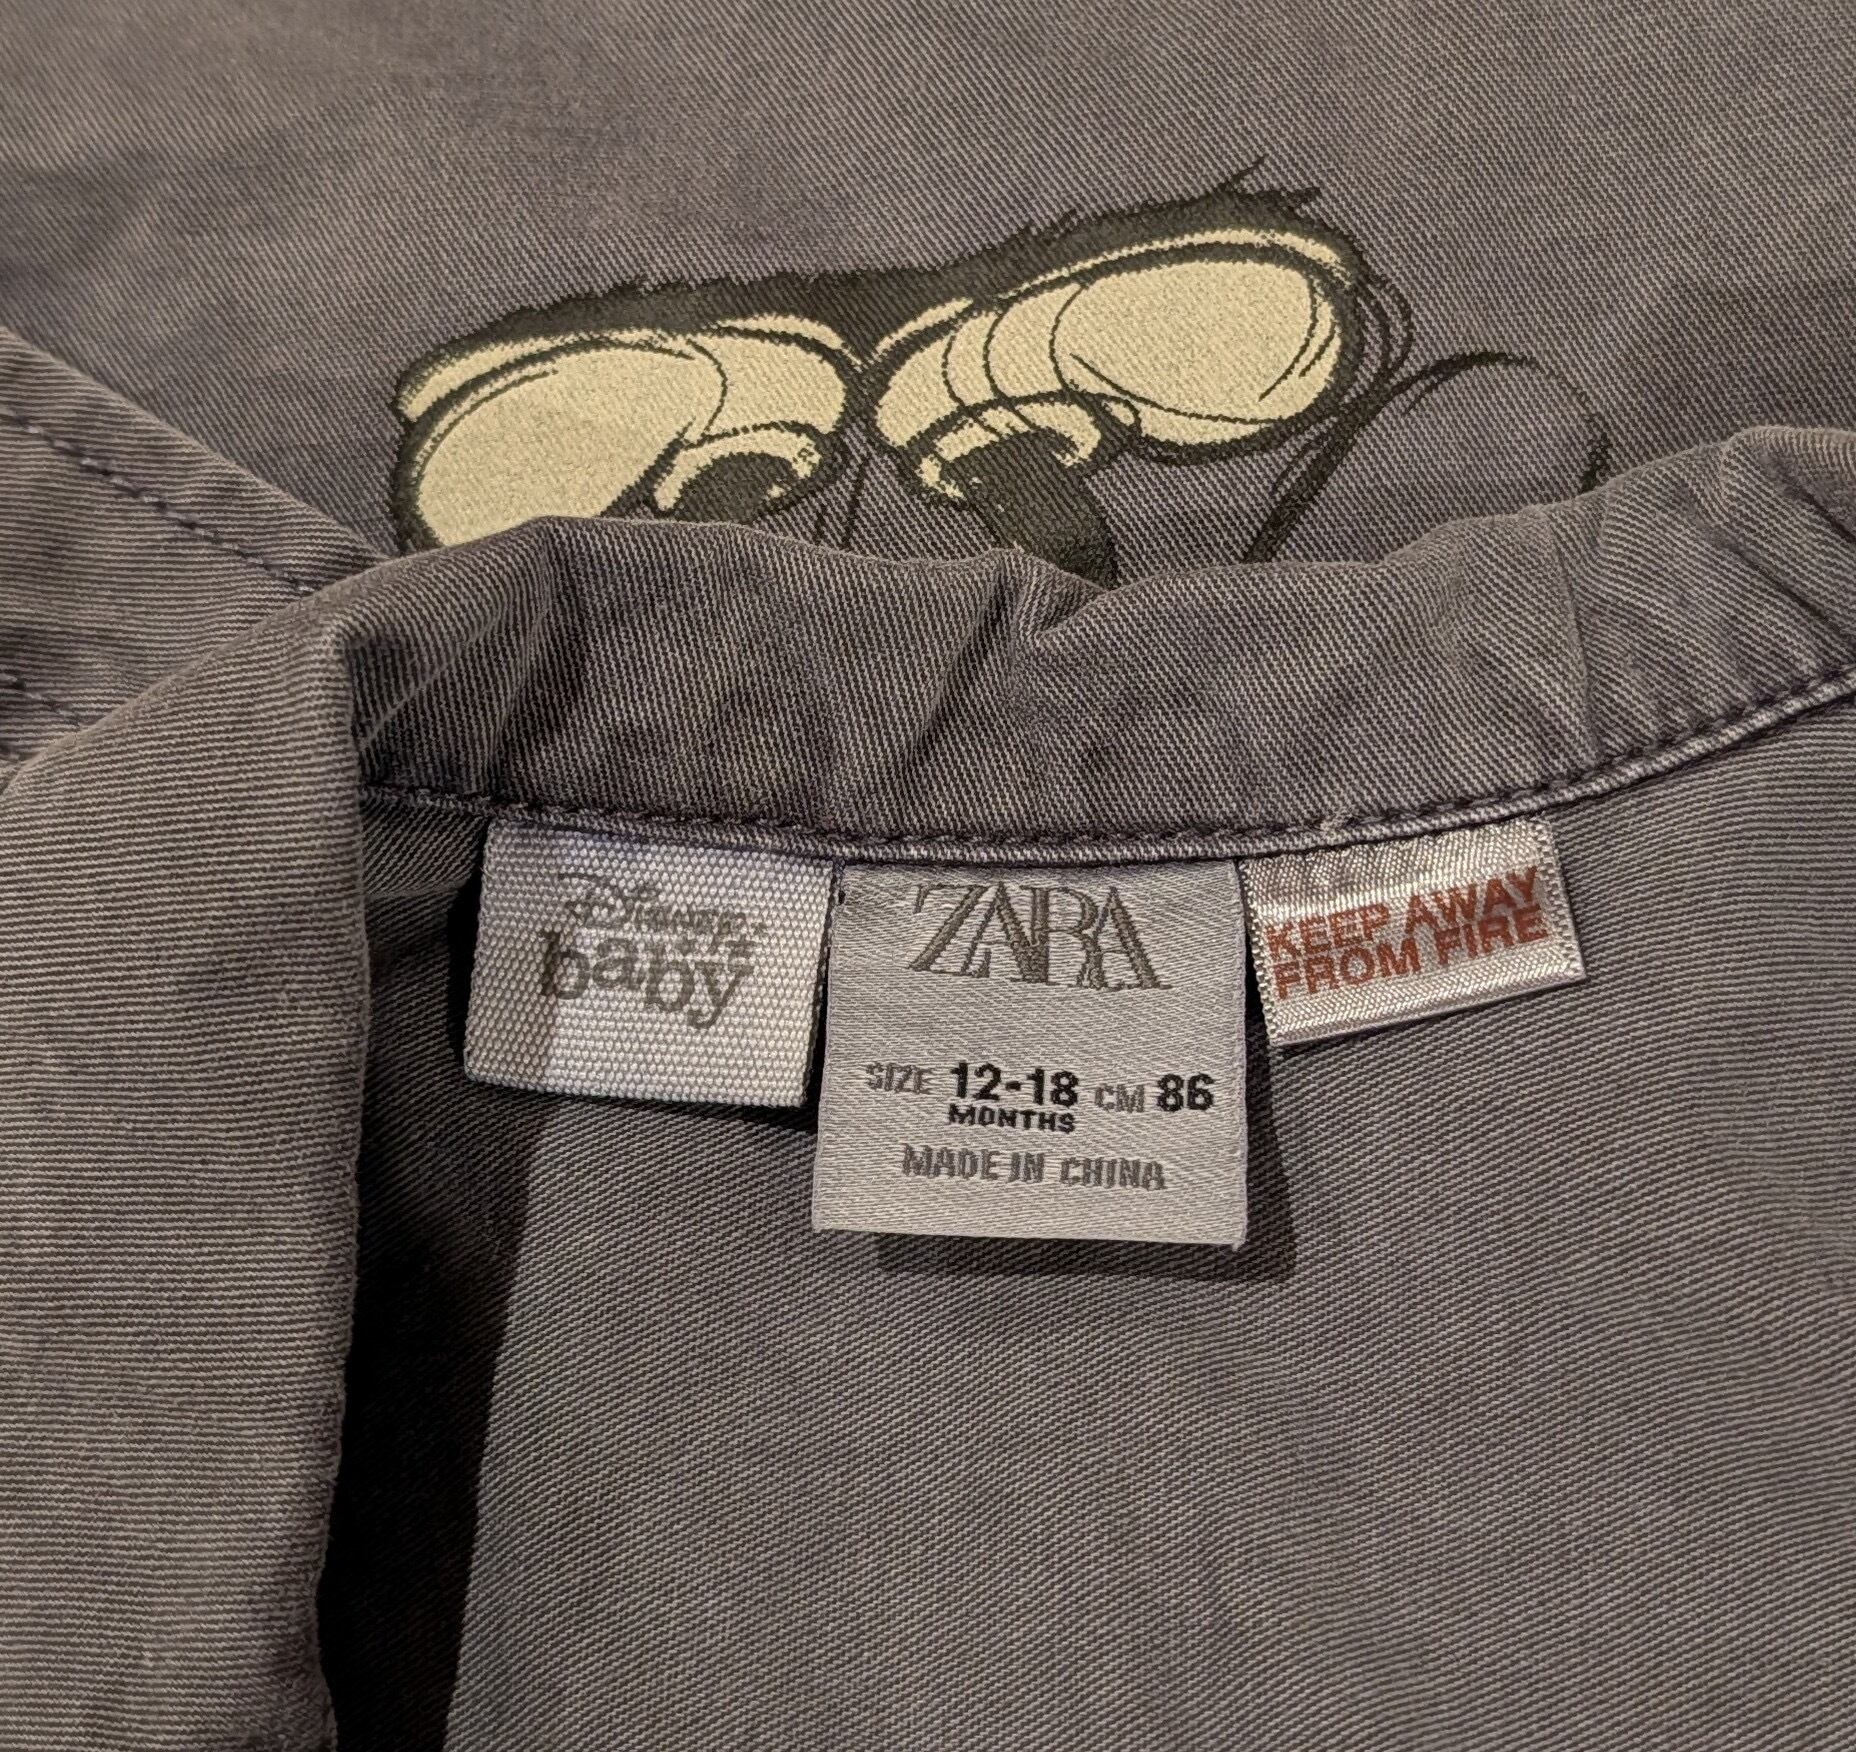 Disney
baby
ZARA
SIZE 12-18 CM 86
MONTHS
MADE IN CHINA
KEEP AWAY
FROM FIRE